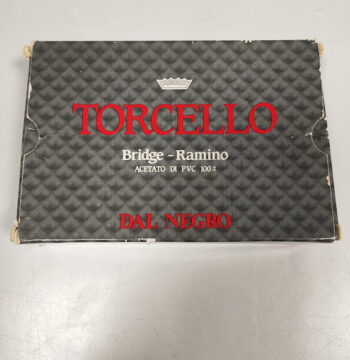 TORCELLO
Bridge - Ramino
ACETATO DI PVC 100%
DAL NEGRO